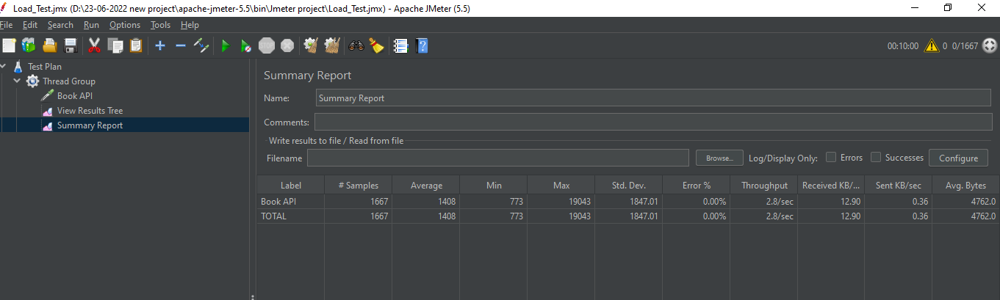 Load_Test.jmx (D:\23-06-2022 new project\apache-jmeter-5.5\bin\Jmeter project\Load_Test.jmx) - Apache JMeter (5.5)
File Edit Search Run Options Tools Help
STOP 00:10:00 0 0/1667
Test Plan
Thread Group
Book API
View Results Tree
Summary Report
Summary Report
Name: Summary Report
Comments:
Write results to file / Read from file
Filename Browse... Log/Display Only: Errors Successes Configure
Label # Samples Average Min Max Std. Dev. Error % Throughput Received KB/... Sent KB/sec Avg. Bytes
Book API 1667 1408 773 19043 1847.01 0.00% 2.8/sec 12.90 0.36 4762.0
TOTAL 1667 1408 773 19043 1847.01 0.00% 2.8/sec 12.90 0.36 4762.0